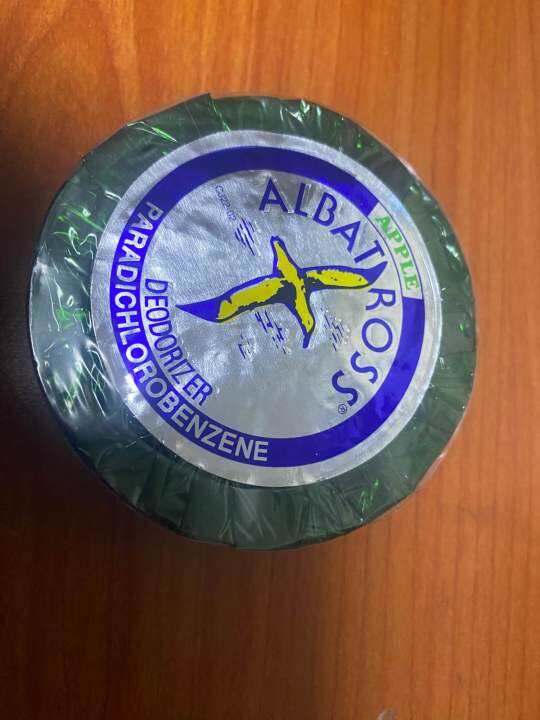 ALBATROSS®
APPLE
DEODORIZER
PARADICHLOROBENZENE